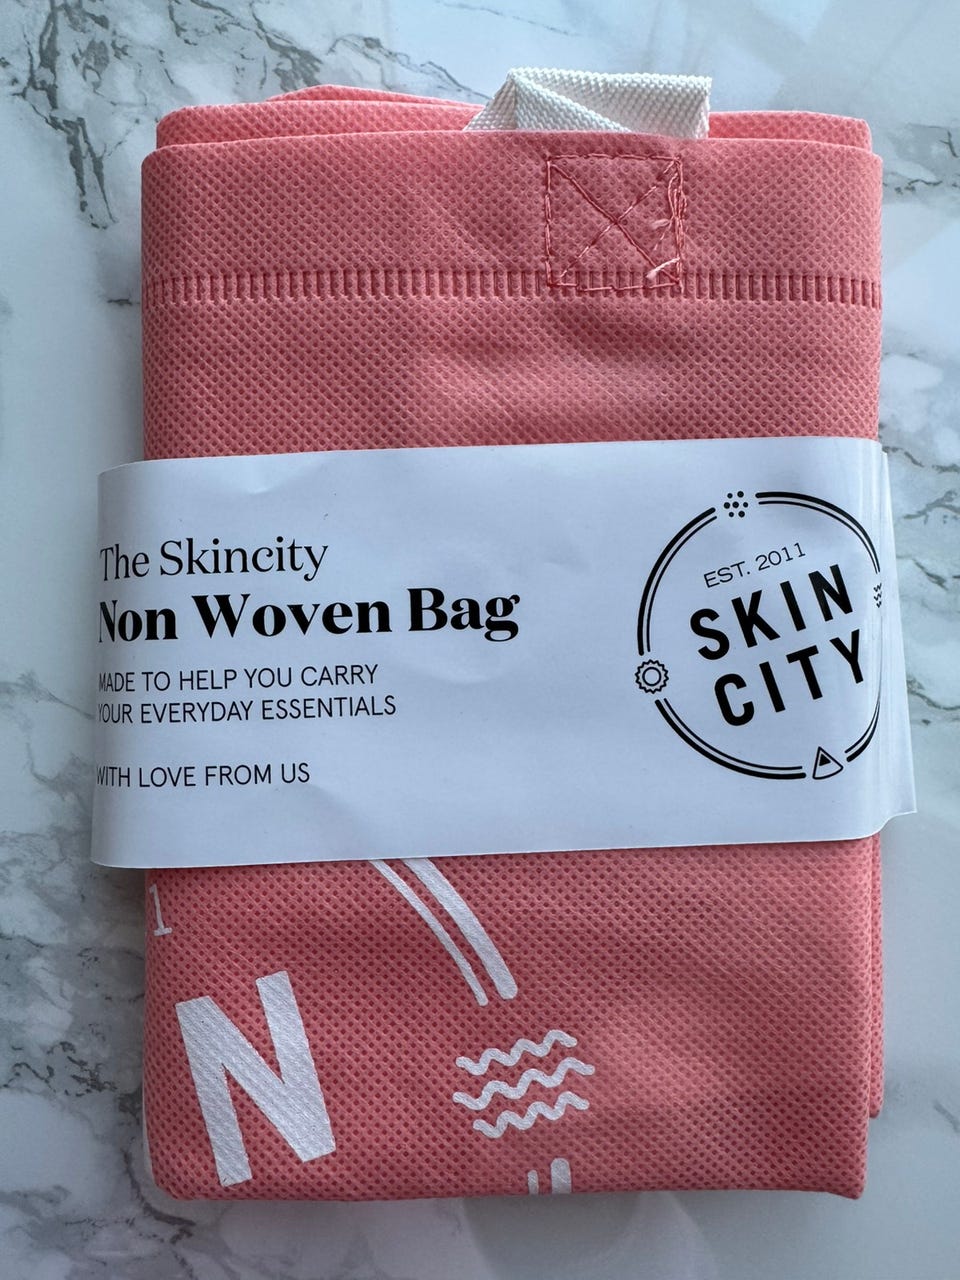 The Skincity
Non Woven Bag
MADE TO HELP YOU CARRY
YOUR EVERYDAY ESSENTIALS
WITH LOVE FROM US
EST. 2011
SKIN
CITY
1
N